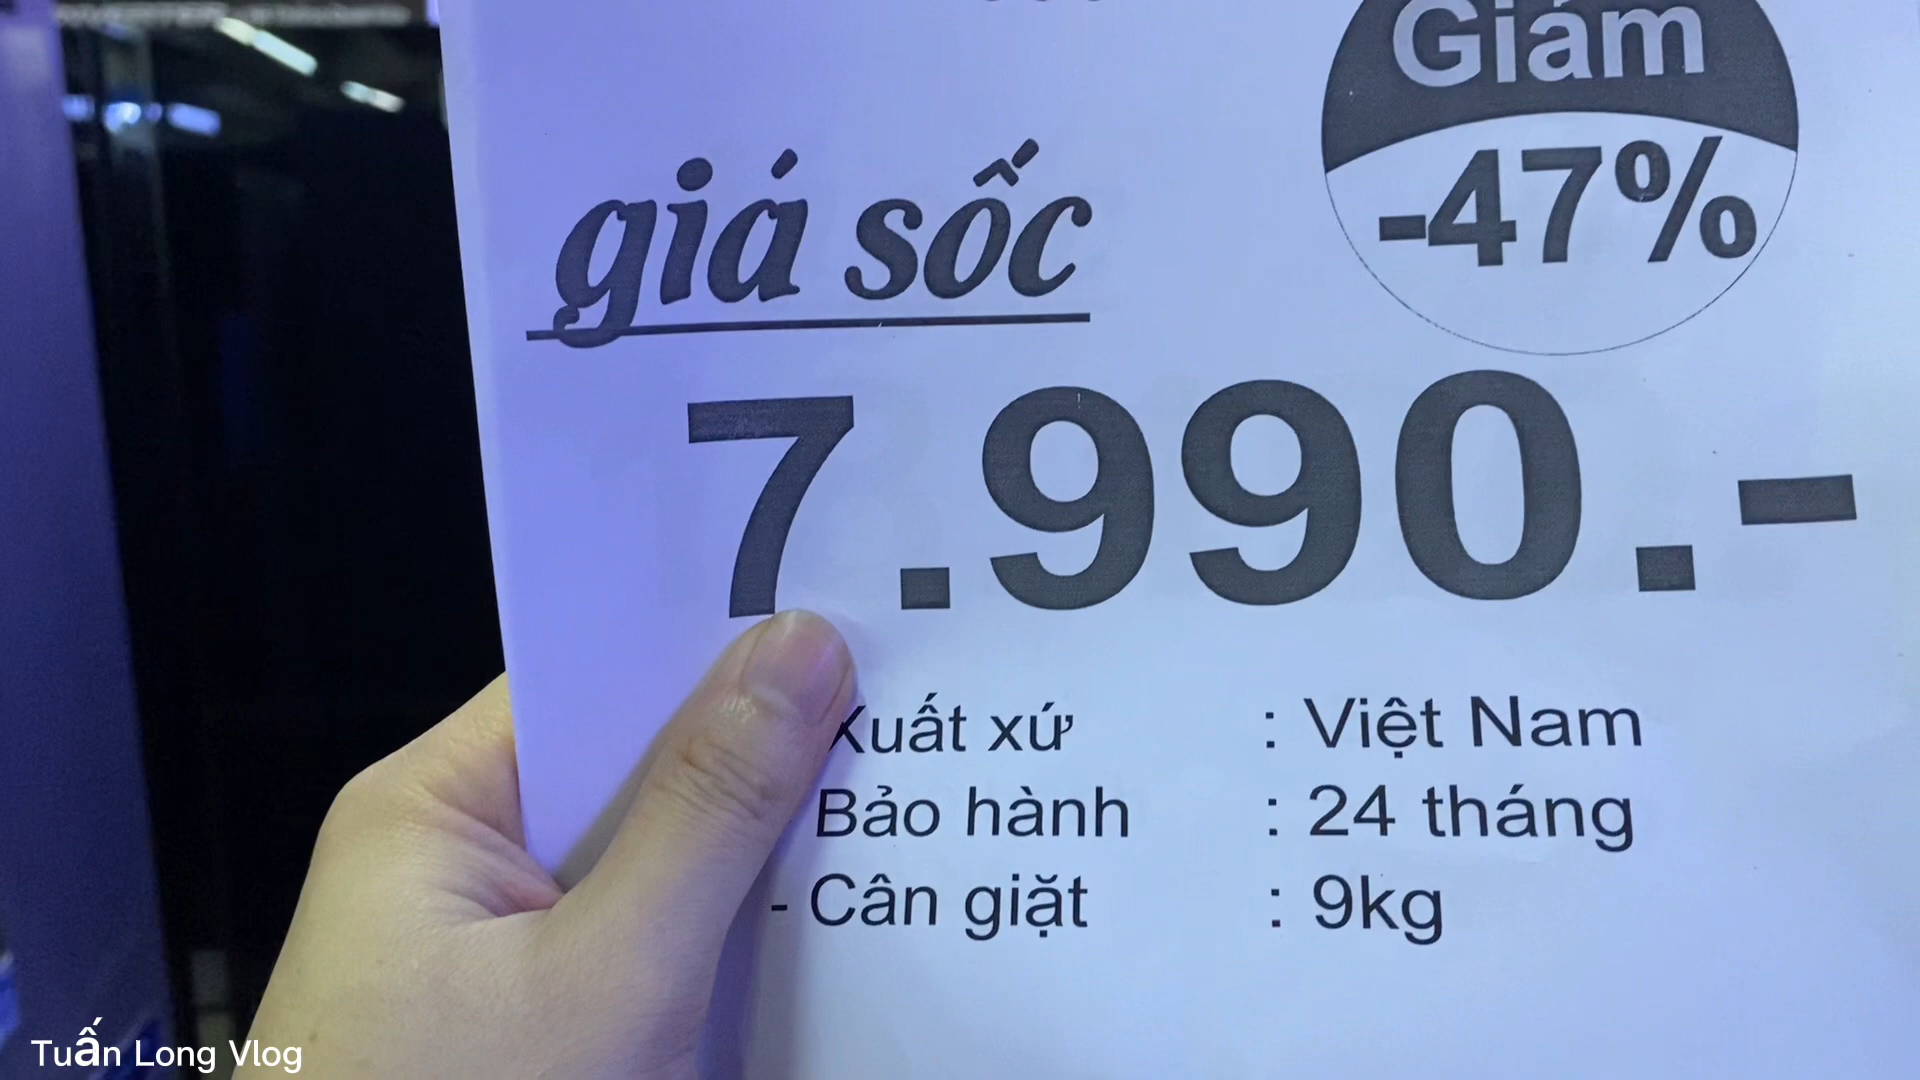 Giảm
-47%
giá sốc
7.990.-
Xuất xứ : Việt Nam
Bảo hành : 24 tháng
- Cân giặt : 9kg
Tuấn Long Vlog